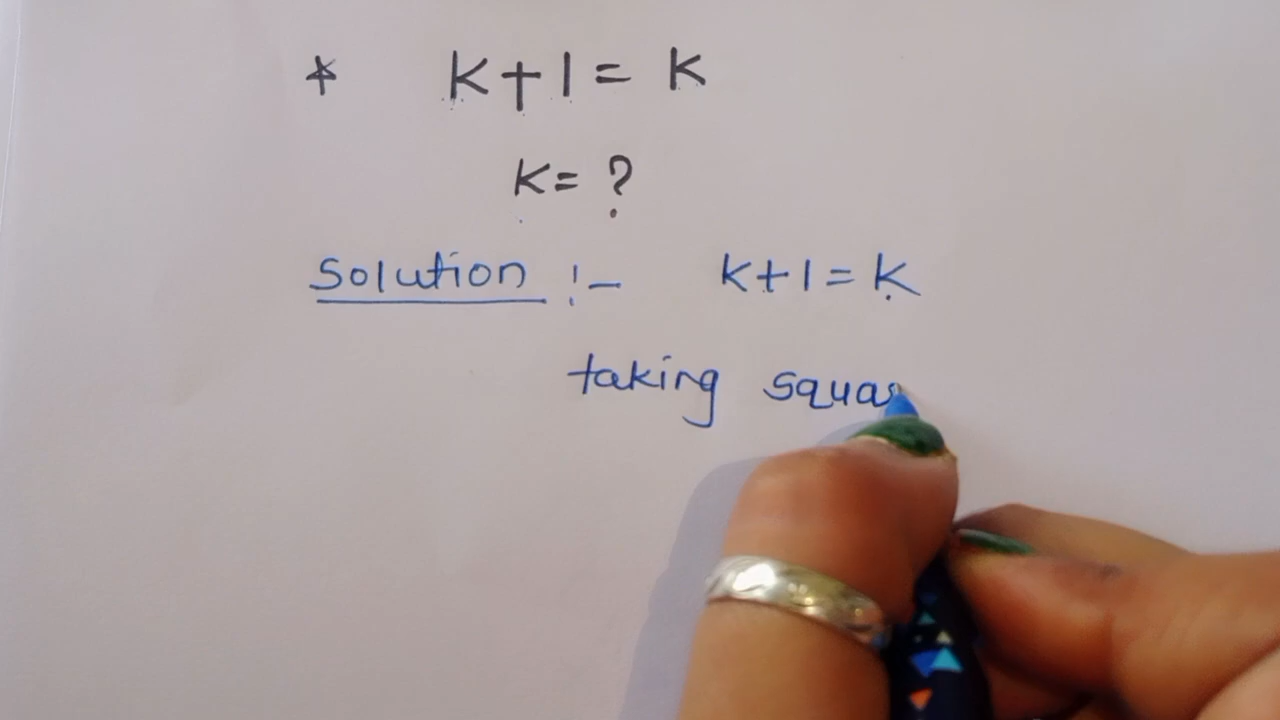 * K+1= K
K= ?
Solution :- K+1=K
taking squa